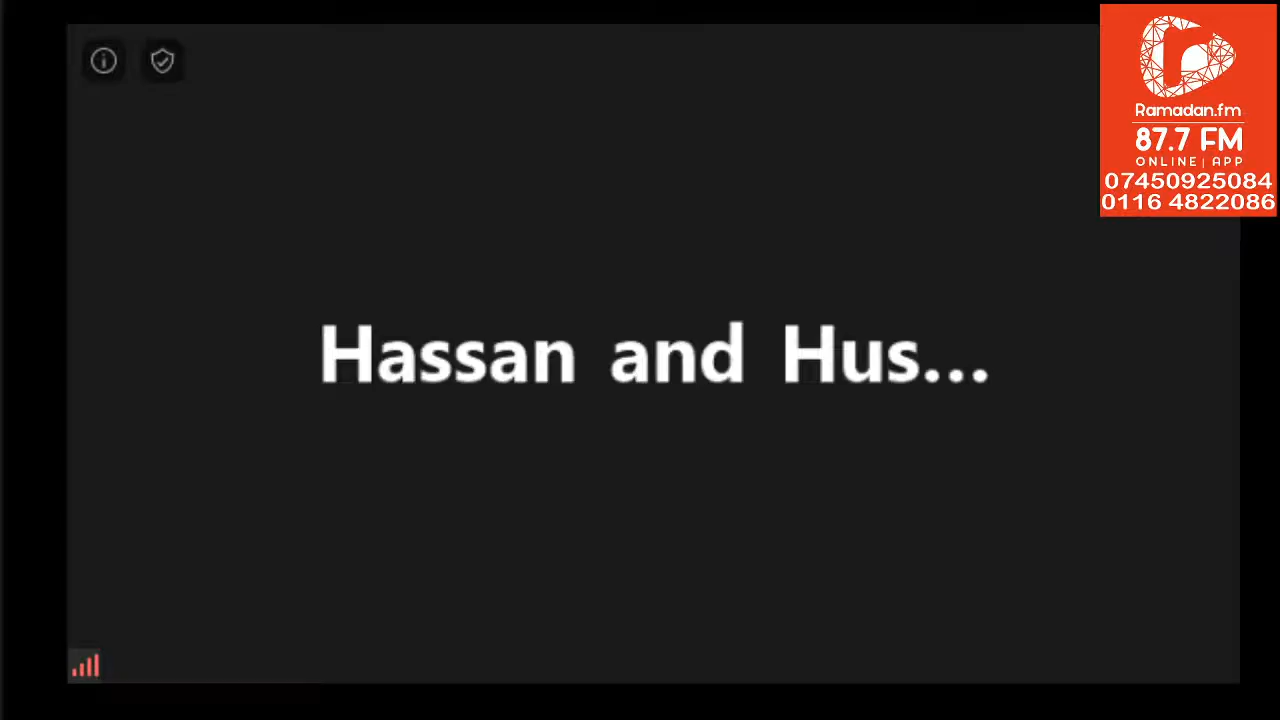 Ramadan.fm
87.7 FM
ONLINE | APP
07450925084
0116 4822086
Hassan and Hus...